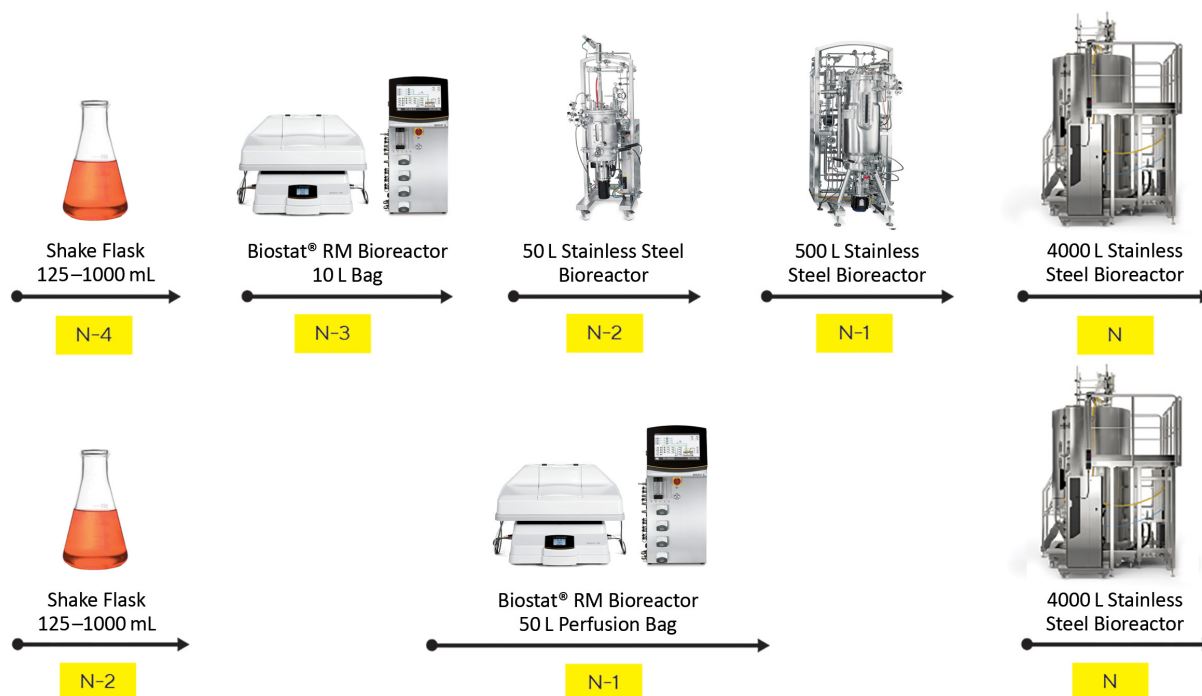 Shake Flask
125–1000 mL
N-4
Biostat® RM Bioreactor
10 L Bag
N-3
50 L Stainless Steel
Bioreactor
N-2
500 L Stainless
Steel Bioreactor
N-1
4000 L Stainless
Steel Bioreactor
N
Shake Flask
125–1000 mL
N-2
Biostat® RM Bioreactor
50 L Perfusion Bag
N-1
4000 L Stainless
Steel Bioreactor
N